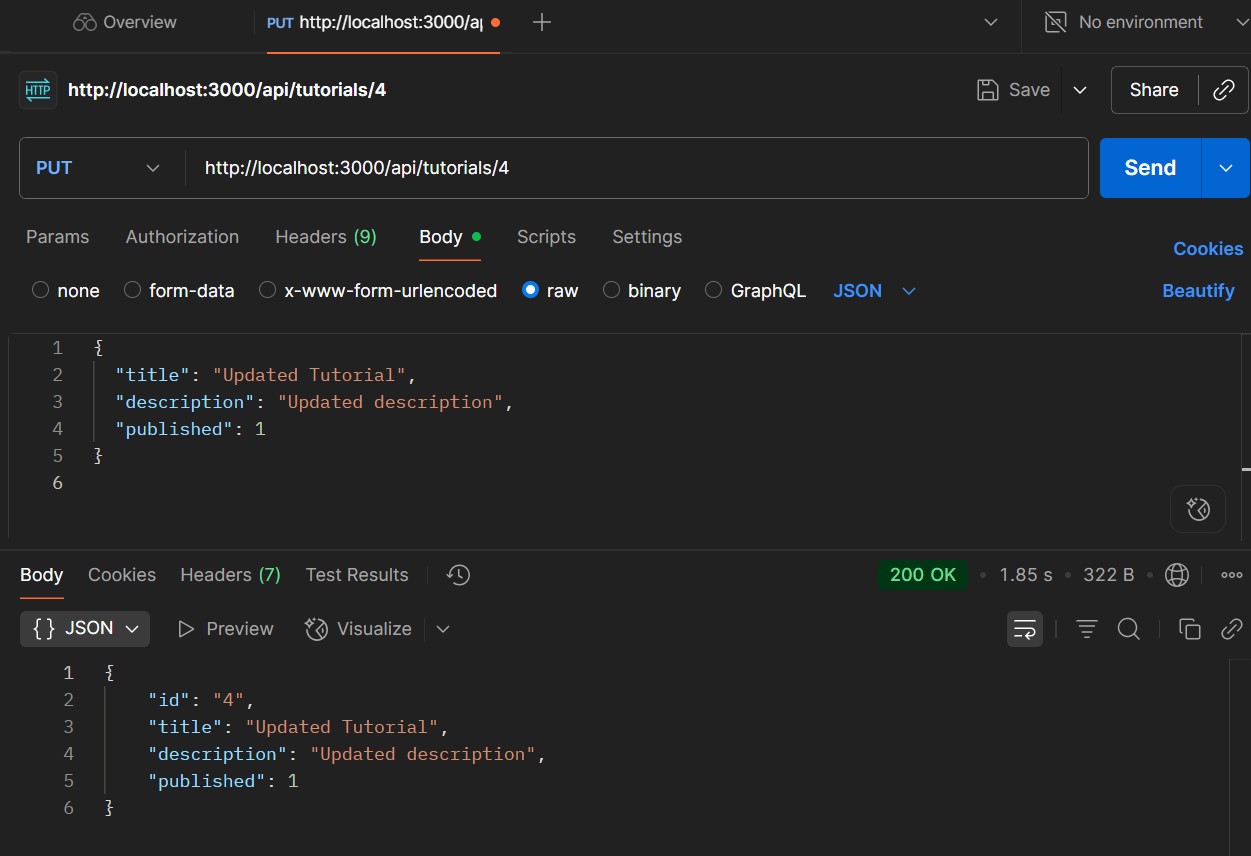 Overview
PUT http://localhost:3000/ap
No environment
HTTP http://localhost:3000/api/tutorials/4
Save
Share
PUT
http://localhost:3000/api/tutorials/4
Send
Params Authorization Headers (9) Body Scripts Settings
Cookies
none form-data x-www-form-urlencoded raw binary GraphQL JSON
Beautify
1 {
2 "title": "Updated Tutorial",
3 "description": "Updated description",
4 "published": 1
5 }
6
Body Cookies Headers (7) Test Results
200 OK • 1.85 s • 322 B •
{} JSON Preview Visualize
1 {
2 "id": "4",
3 "title": "Updated Tutorial",
4 "description": "Updated description",
5 "published": 1
6 }